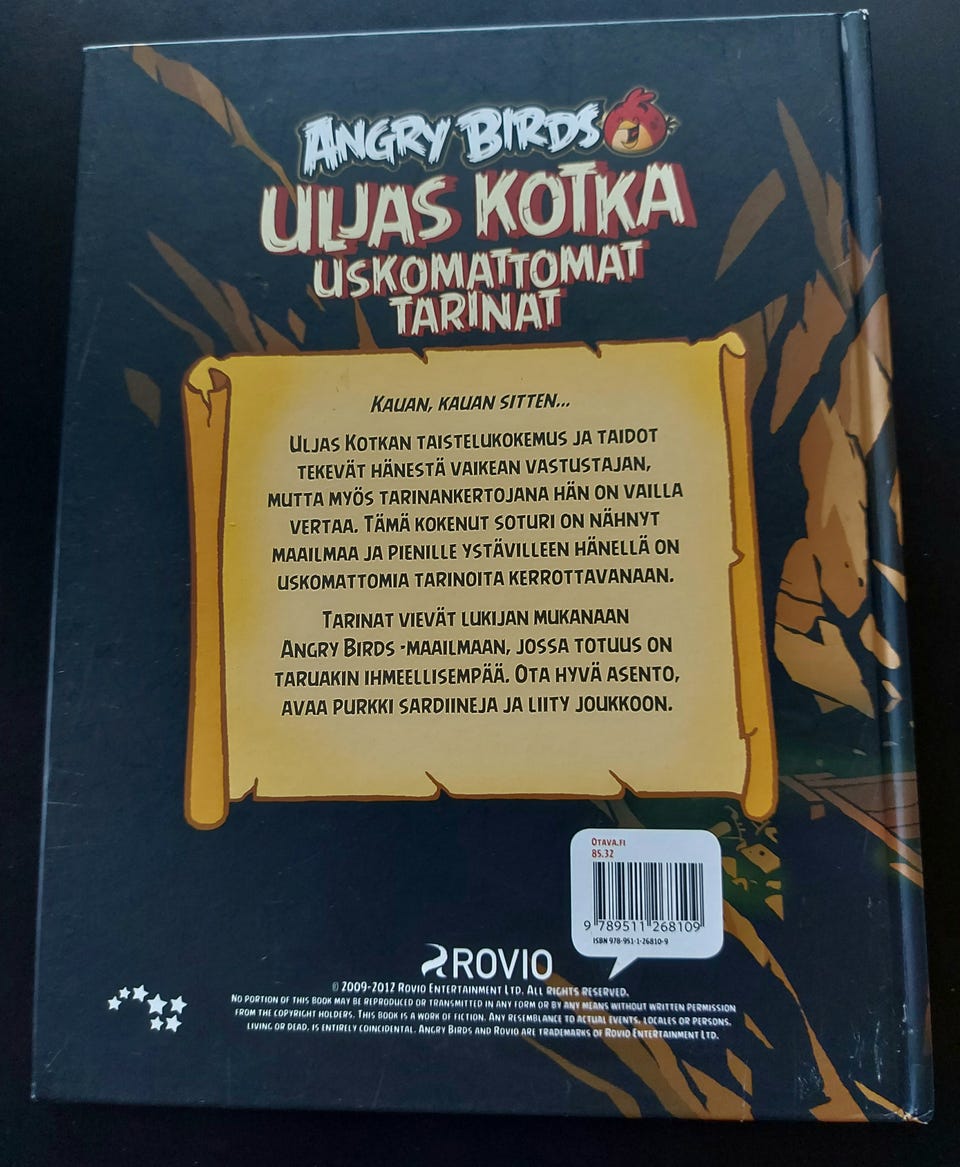 ANGRY BIRDS
ULJAS KOTKA
USKOMATTOMAT
TARINAT
KAUAN, KAUAN SITTEN...
ULJAS KOTKAN TAISTELUKOKEMUS JA TAIDOT
TEKEVÄT HÄNESTÄ VAIKEAN VASTUSTAJAN,
MUTTA MYÖS TARINANKERTOJANA HÄN ON VAILLA
VERTAA. TÄMÄ KOKENUT SOTURI ON NÄHNYT
MAAILMAA JA PIENILLE YSTÄVILLEEN HÄNELLÄ ON
USKOMATTOMIA TARINOITA KERROTTAVANAAN.
TARINAT VIEVÄT LUKIJAN MUKANAAN
ANGRY BIRDS -MAAILMAAN, JOSSA TOTUUS ON
TARUAKIN IHMEELLISEMPÄÄ. OTA HYVÄ ASENTO,
AVAA PURKKI SARDIINEJA JA LIITY JOUKKOON.
OTAVA.FI
85.32
9 789511 268109
ISBN 978-951-1-26810-9
ROVIO
© 2009-2012 ROVIO ENTERTAINMENT LTD. ALL RIGHTS RESERVED.
NO PORTION OF THIS BOOK MAY BE REPRODUCED OR TRANSMITTED IN ANY FORM OR BY ANY MEANS WITHOUT WRITTEN PERMISSION
FROM THE COPYRIGHT HOLDERS. THIS BOOK IS A WORK OF FICTION. ANY RESEMBLANCE TO ACTUAL EVENTS, LOCALES OR PERSONS,
LIVING OR DEAD, IS ENTIRELY COINCIDENTAL. ANGRY BIRDS AND ROVIO ARE TRADEMARKS OF ROVIO ENTERTAINMENT LTD.